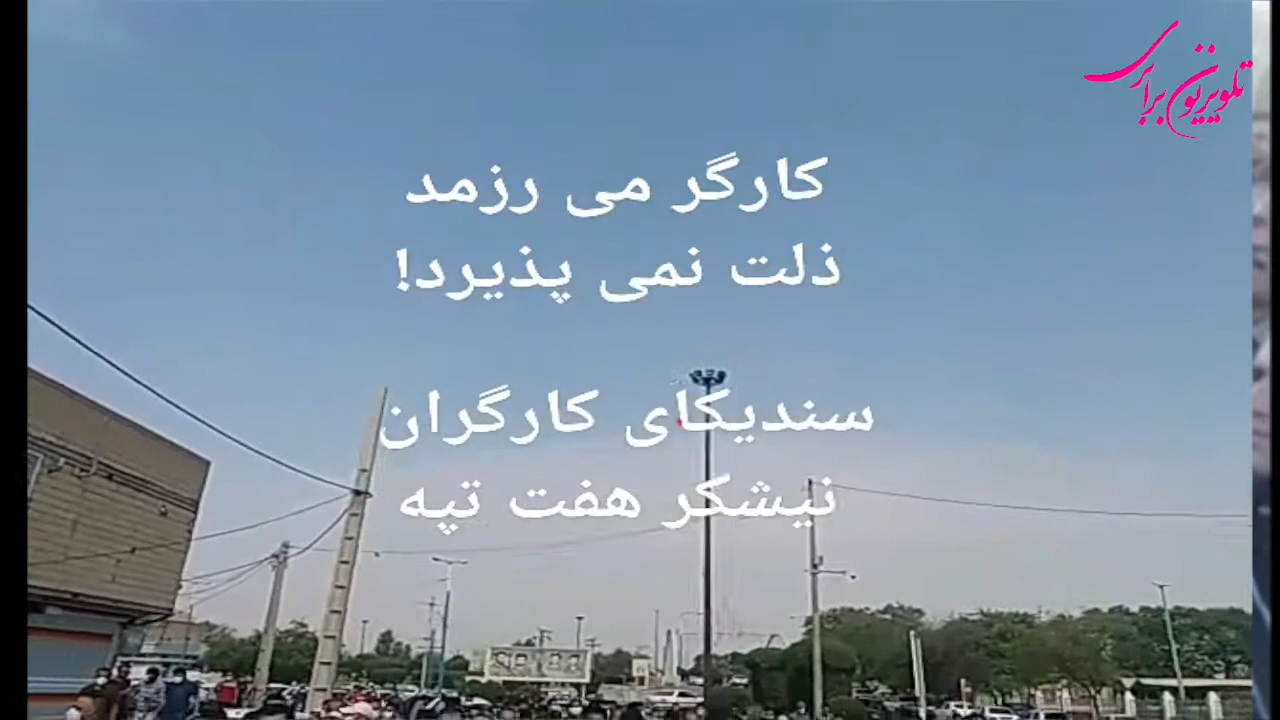 تلویزیون برابری
کارگر می رزمد
ذلت نمی پذیرد!
سندیکای کارگران
نیشکر هفت تپه